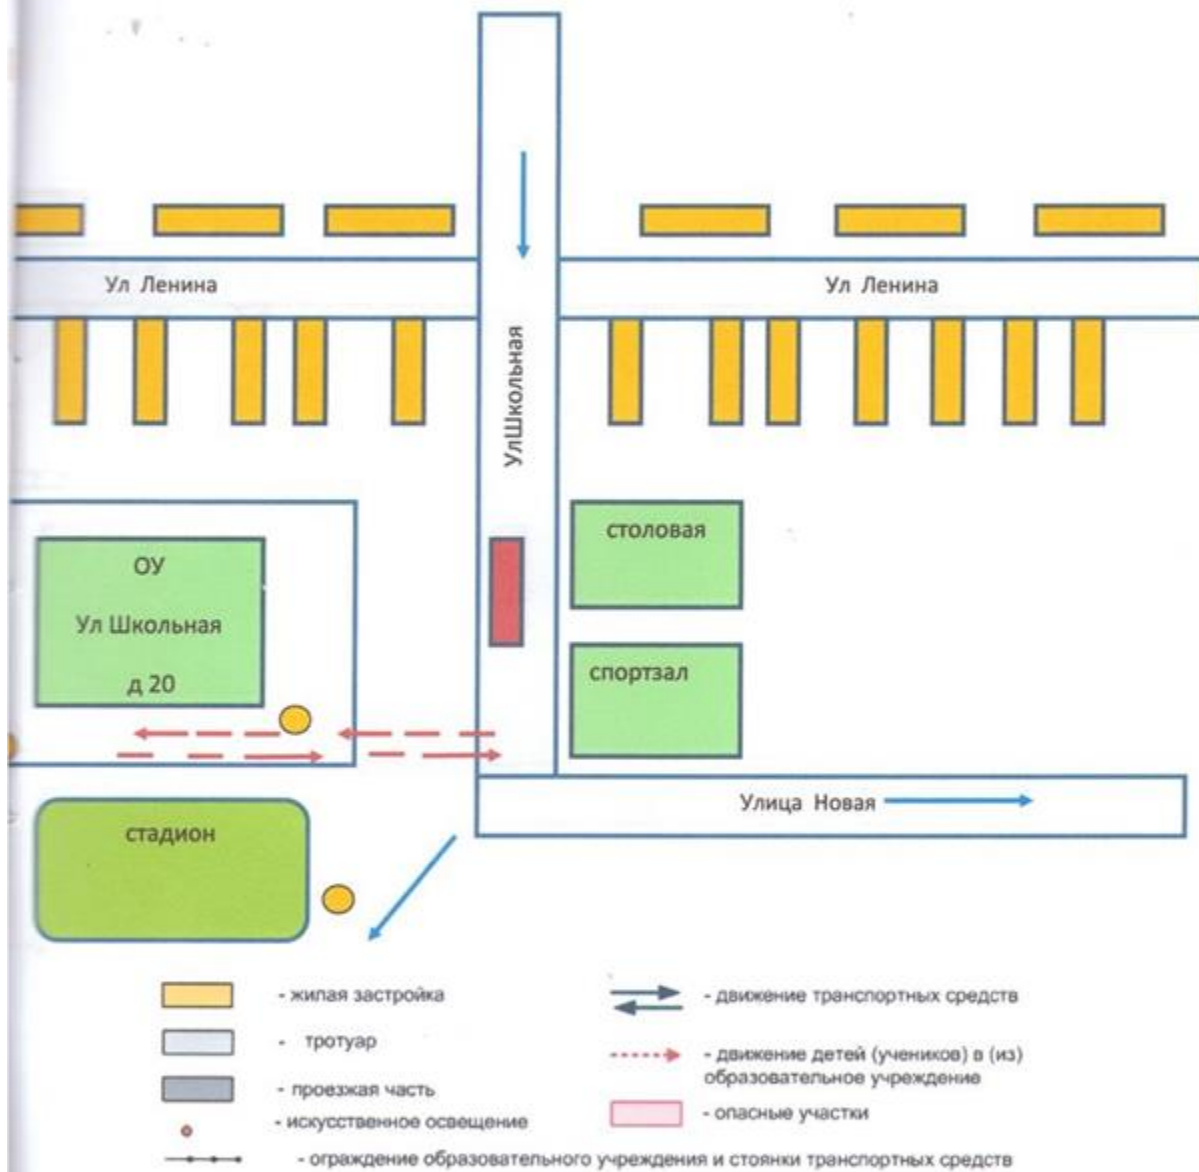 Ул Ленина
Ул Ленина
УлШкольная
столовая
ОУ
Ул Школьная
д 20
спортзал
Улица Новая
стадион
- жилая застройка
- тротуар
- проезжая часть
- искусственное освещение
- движение транспортных средств
- движение детей (учеников) в (из)
образовательное учреждение
- опасные участки
- ограждение образовательного учреждения и стоянки транспортных средств